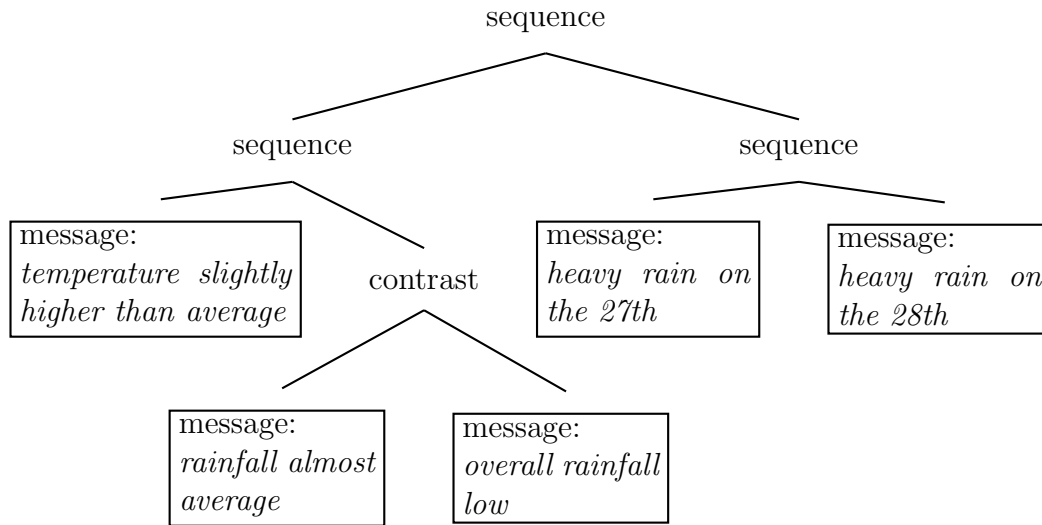 sequence
sequence
sequence
message:
temperature slightly
higher than average
contrast
message:
heavy rain on
the 27th
message:
heavy rain on
the 28th
message:
rainfall almost
average
message:
overall rainfall
low